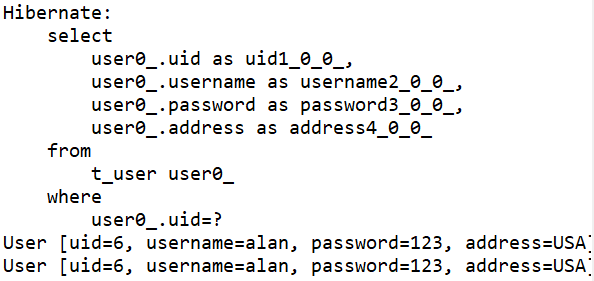 Hibernate:
select
user0_.uid as uid1_0_0_,
user0_.username as username2_0_0_,
user0_.password as password3_0_0_,
user0_.address as address4_0_0_
from
t_user user0_
where
user0_.uid=?
User [uid=6, username=alan, password=123, address=USA]
User [uid=6, username=alan, password=123, address=USA]